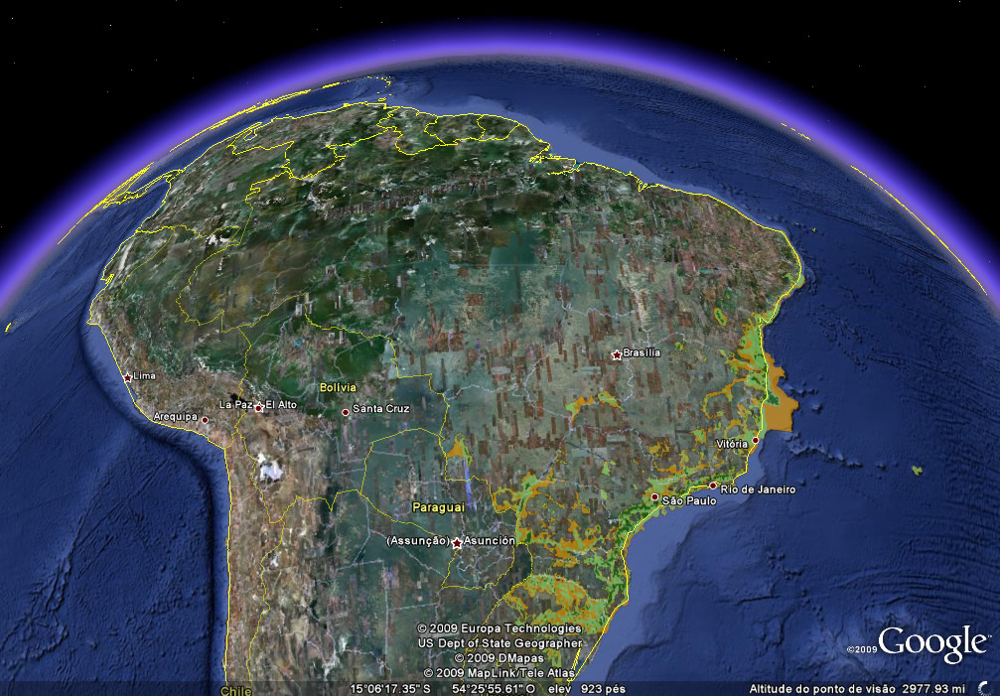 Brasília
Lima
Bolívia
La Paz El Alto
Santa Cruz
Arequipa
Vitória
Rio de Janeiro
São Paulo
Paraguai
(Assunção) Asunción
© 2009 Europa Technologies
US Dept of State Geographer
© 2009 DMapas
© 2009 MapLink/Tele Atlas
©2009 Google™
Chile
15°06'17.35" S 54°25'55.61" O elev 923 pés
Altitude do ponto de visão 2977.93 mi